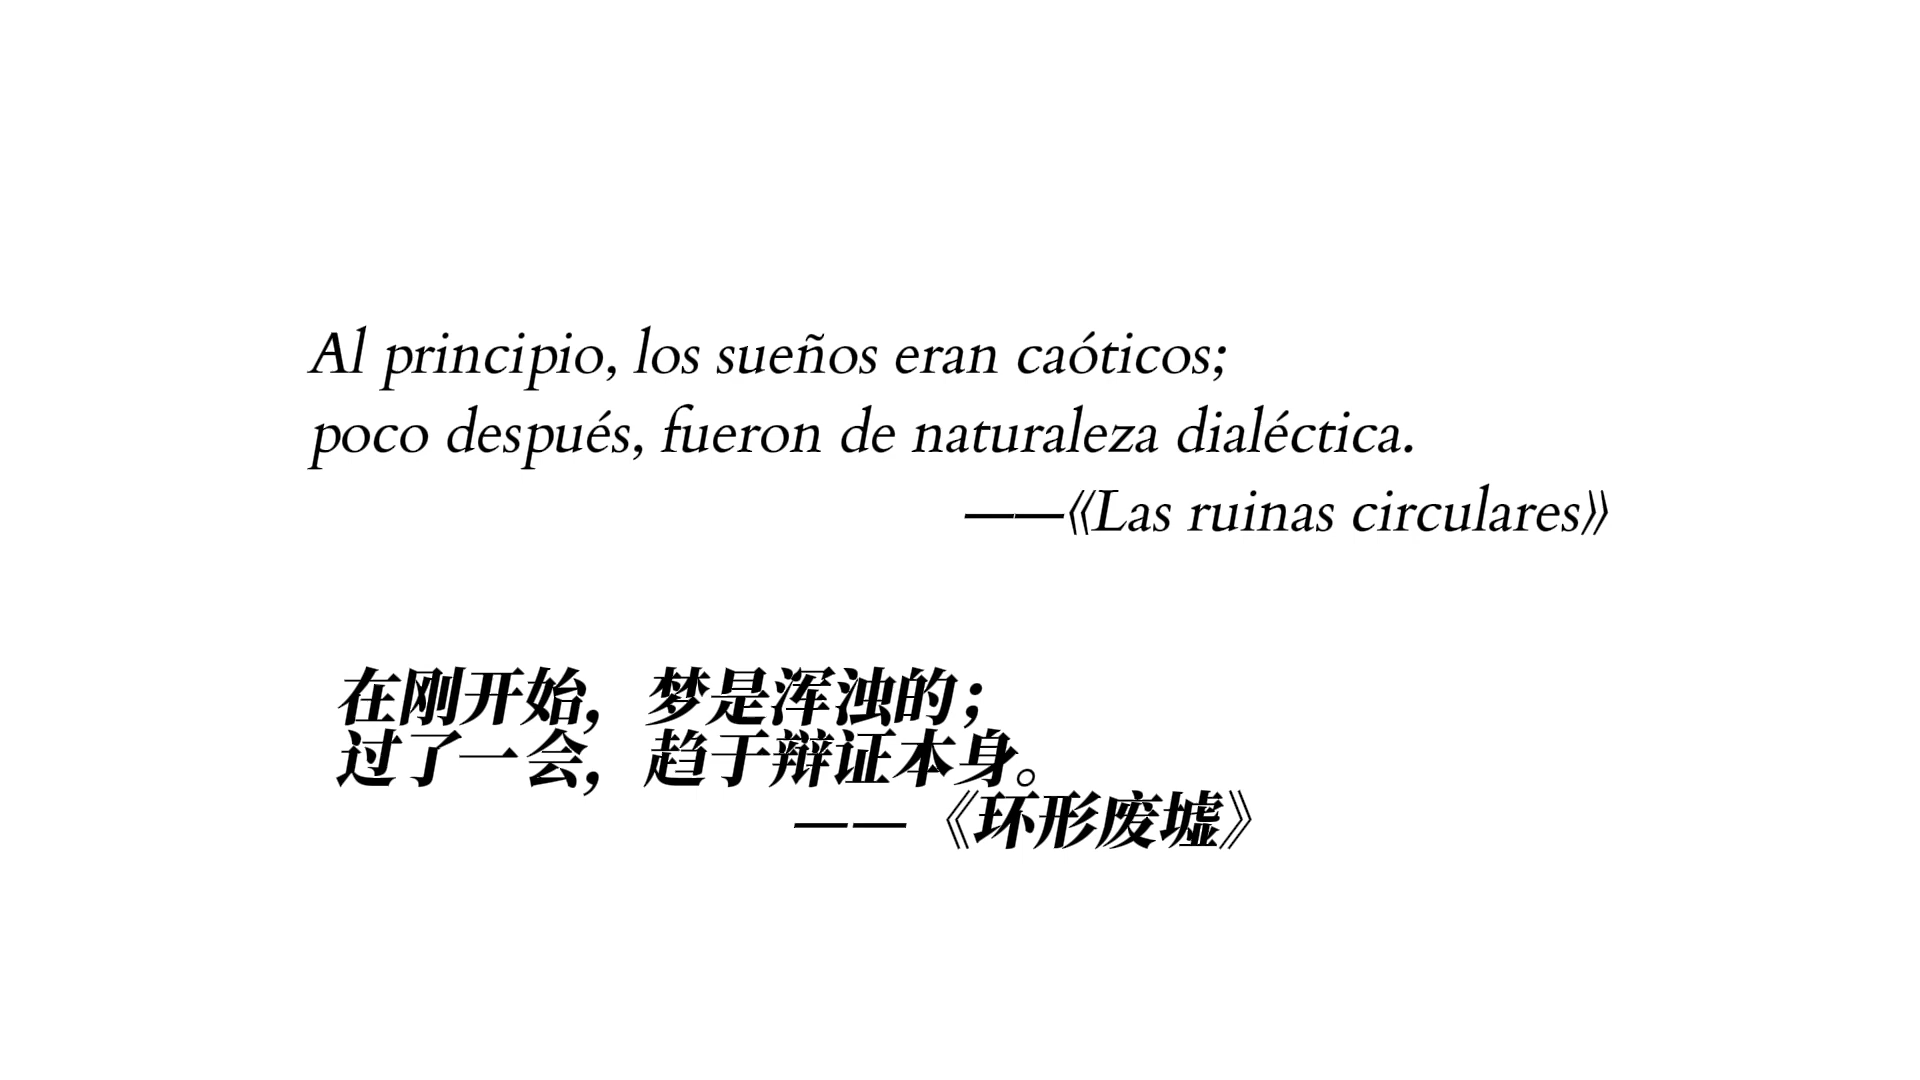 Al principio, los sueños eran caóticos;
poco después, fueron de naturaleza dialéctica.
——《Las ruinas circulares》
在刚开始，梦是浑浊的；
过了一会，趋于辩证本身。
——《环形废墟》